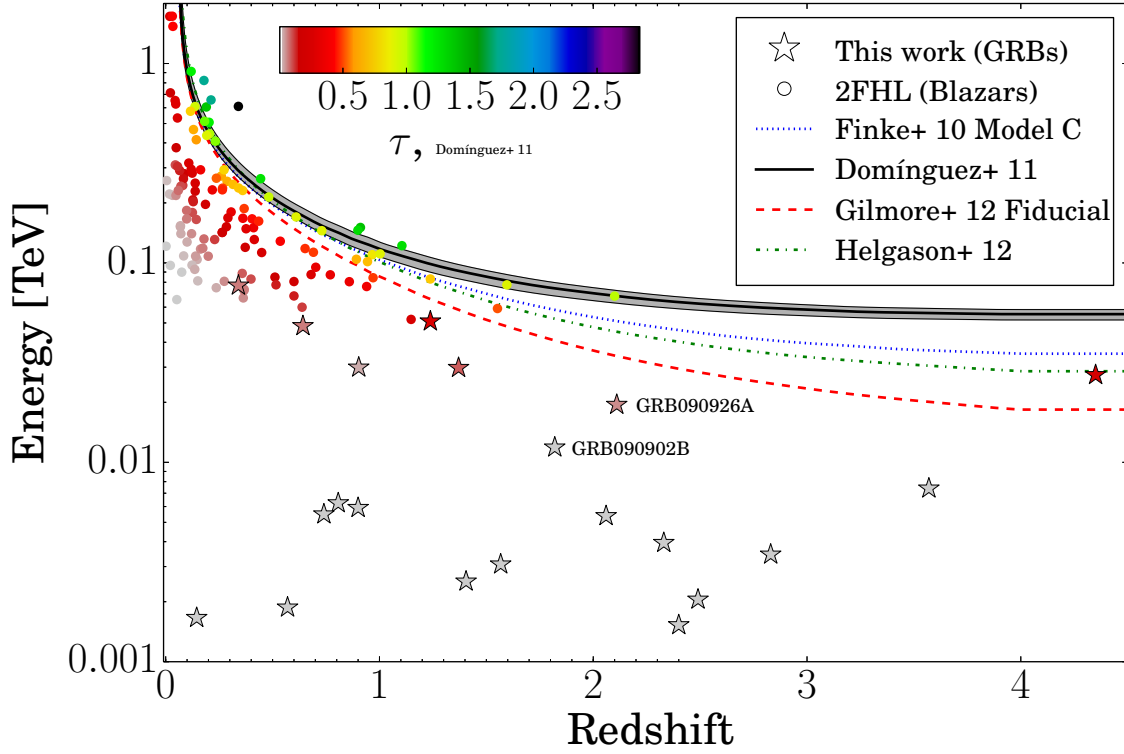 1
0.1
0.01
0.001
Energy [TeV]
0.5 1.0 1.5 2.0 2.5
τ, Domínguez+ 11
This work (GRBs)
2FHL (Blazars)
Finke+ 10 Model C
Domínguez+ 11
Gilmore+ 12 Fiducial
Helgason+ 12
GRB090926A
GRB090902B
0 1 2 3 4
Redshift